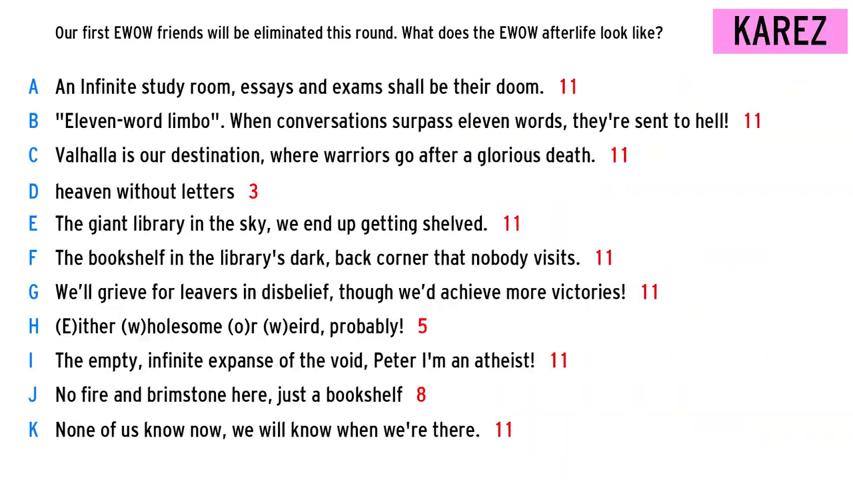 Our first EWOW friends will be eliminated this round. What does the EWOW afterlife look like?
KAREZ
A An Infinite study room, essays and exams shall be their doom. 11
B "Eleven-word limbo". When conversations surpass eleven words, they're sent to hell! 11
C Valhalla is our destination, where warriors go after a glorious death. 11
D heaven without letters 3
E The giant library in the sky, we end up getting shelved. 11
F The bookshelf in the library's dark, back corner that nobody visits. 11
G We’ll grieve for leavers in disbelief, though we’d achieve more victories! 11
H (E)ither (w)holesome (o)r (w)eird, probably! 5
I The empty, infinite expanse of the void, Peter I'm an atheist! 11
J No fire and brimstone here, just a bookshelf 8
K None of us know now, we will know when we're there. 11